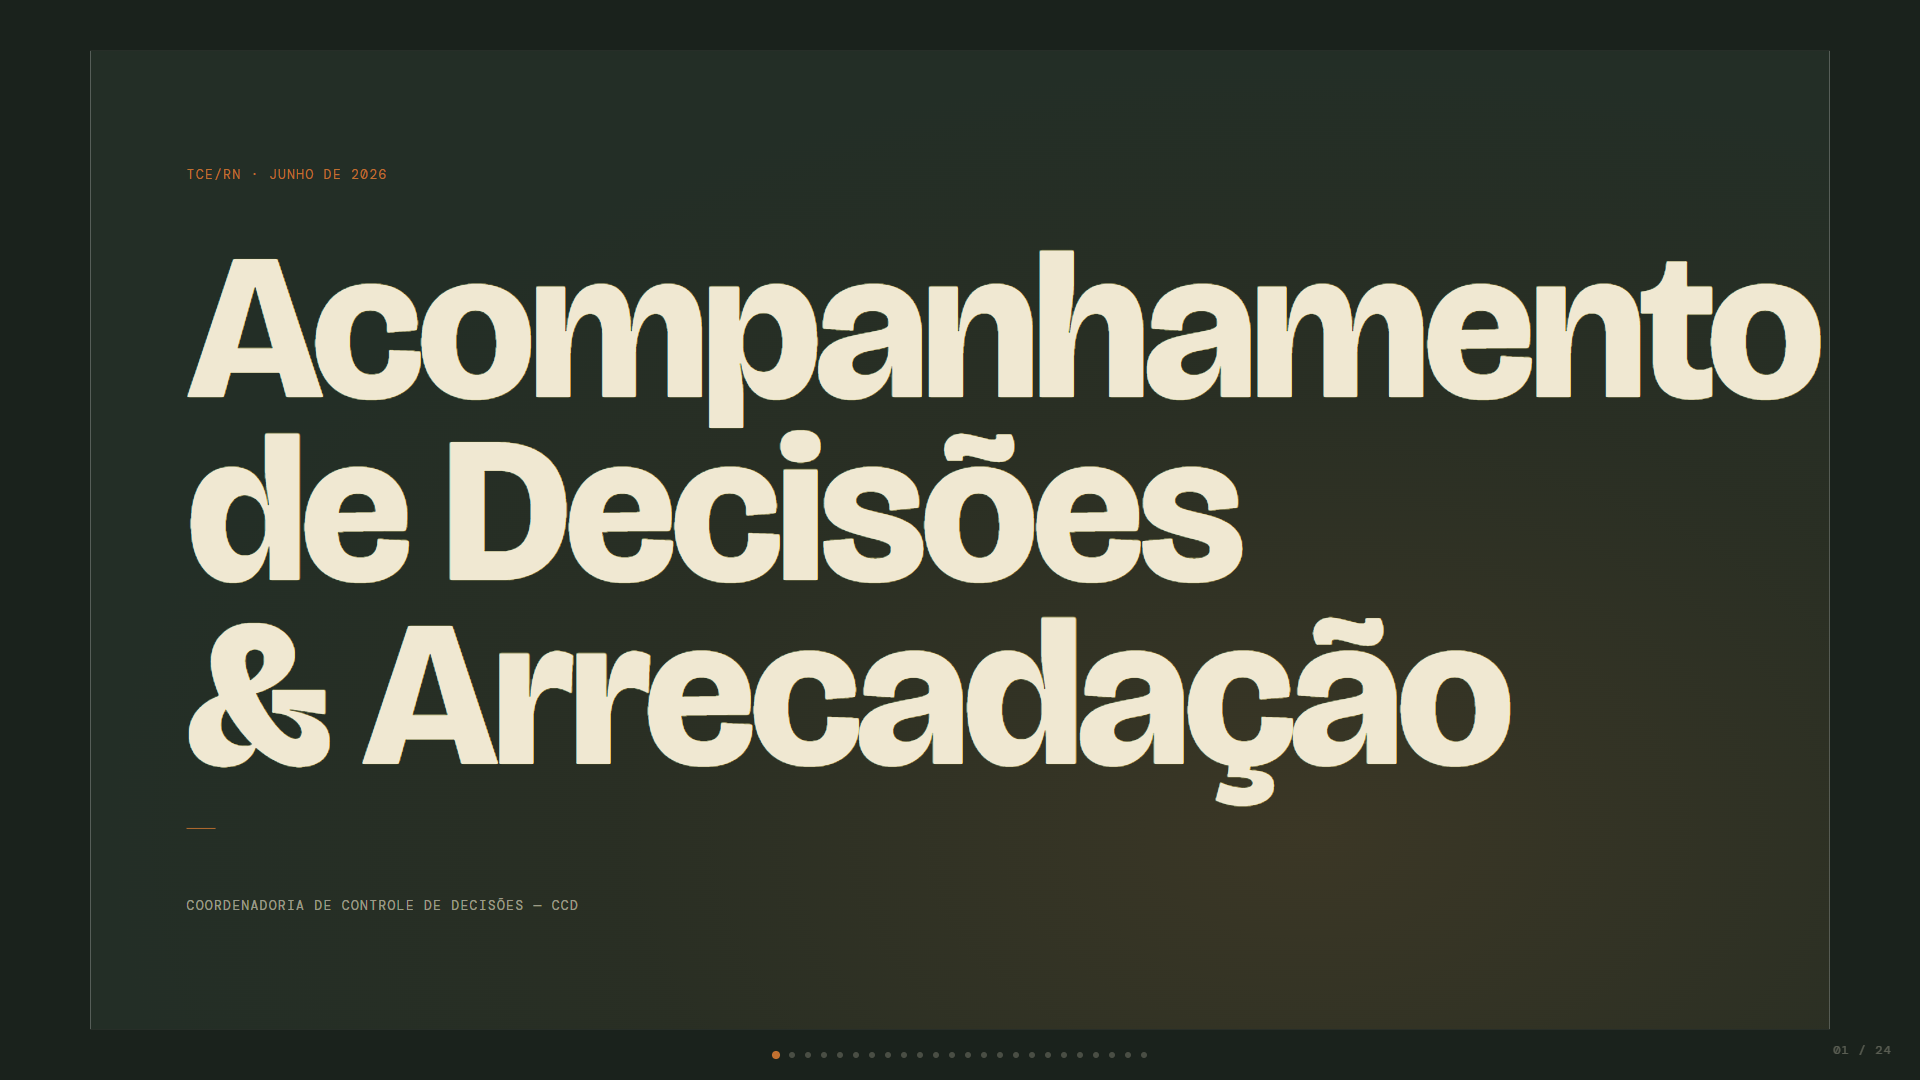 TCE/RN · JUNHO DE 2026
Acompanhamento
de Decisões
& Arrecadação
COORDENADORIA DE CONTROLE DE DECISÕES — CCD
01 / 24